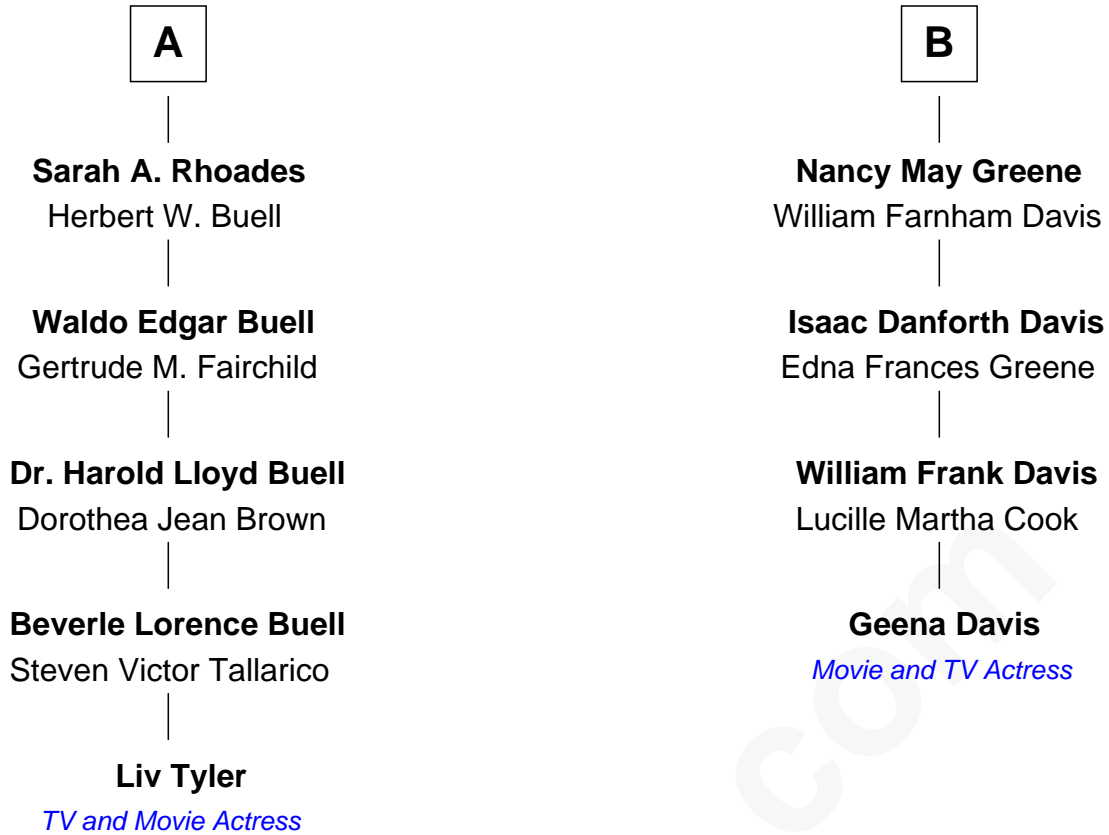 A
B
Sarah A. Rhoades
Herbert W. Buell
Nancy May Greene
William Farnham Davis
Waldo Edgar Buell
Gertrude M. Fairchild
Isaac Danforth Davis
Edna Frances Greene
Dr. Harold Lloyd Buell
Dorothea Jean Brown
William Frank Davis
Lucille Martha Cook
Beverle Lorence Buell
Steven Victor Tallarico
Geena Davis
Movie and TV Actress
Liv Tyler
TV and Movie Actress
com